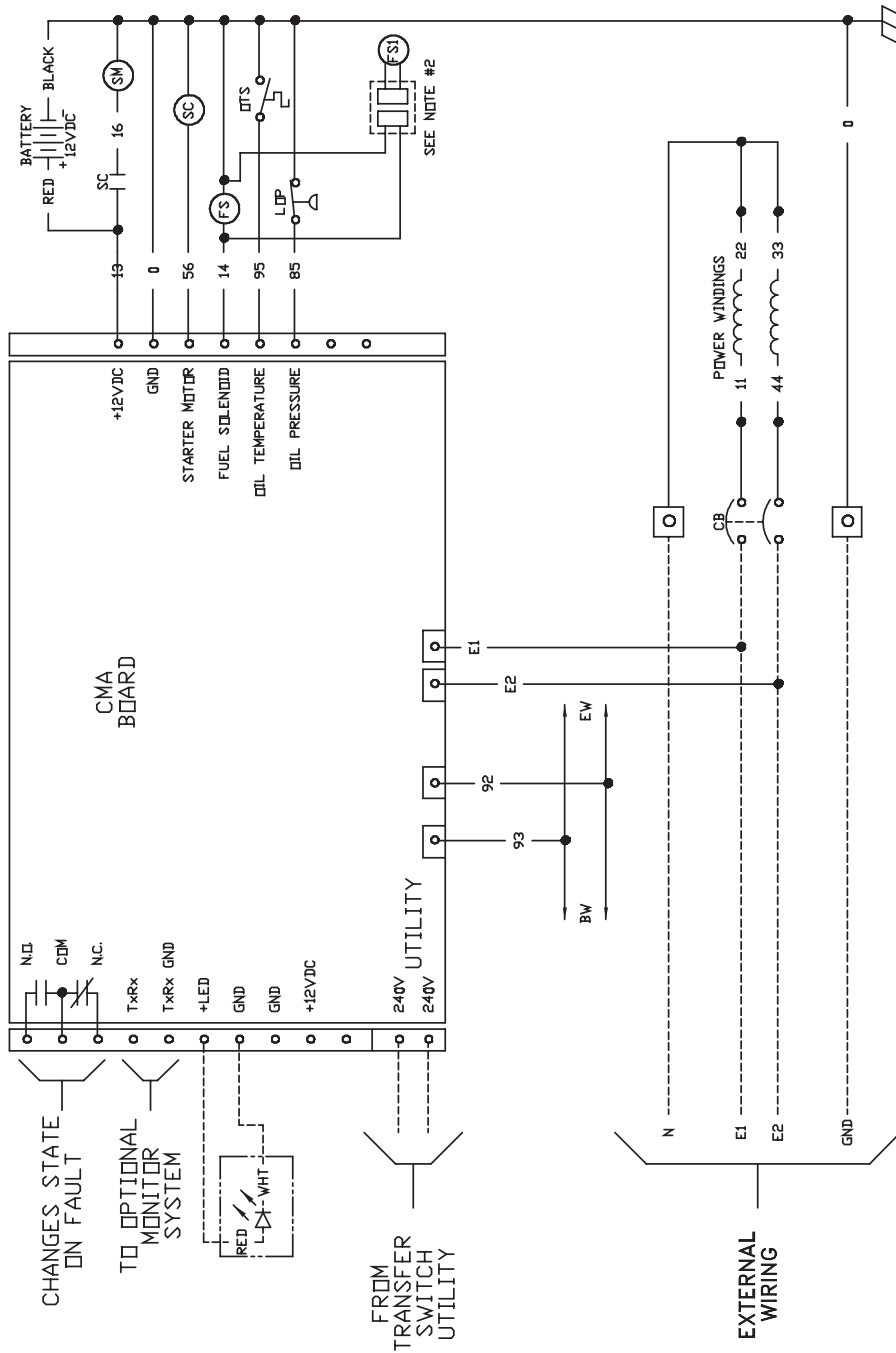 BATTERY
12VDC
+
-
RED
BLACK
SC
16
SM
SC
OTS
FS
LOP
FS1
SEE NOTE #2
13
0
56
14
95
85
+12VDC
GND
STARTER MOTOR
FUEL SOLENOID
OIL TEMPERATURE
OIL PRESSURE
CMA
BOARD
N.O.
COM
N.C.
TxRx
TxRx GND
+LED
GND
GND
+12VDC
240V
240V
UTILITY
CHANGES STATE
ON FAULT
TO OPTIONAL
MONITOR
SYSTEM
RED
WHT
FROM
TRANSFER
SWITCH
UTILITY
93
92
E2
E1
BW
EW
POWER WINDINGS
11
22
44
33
CB
0
N
E1
E2
GND
EXTERNAL
WIRING